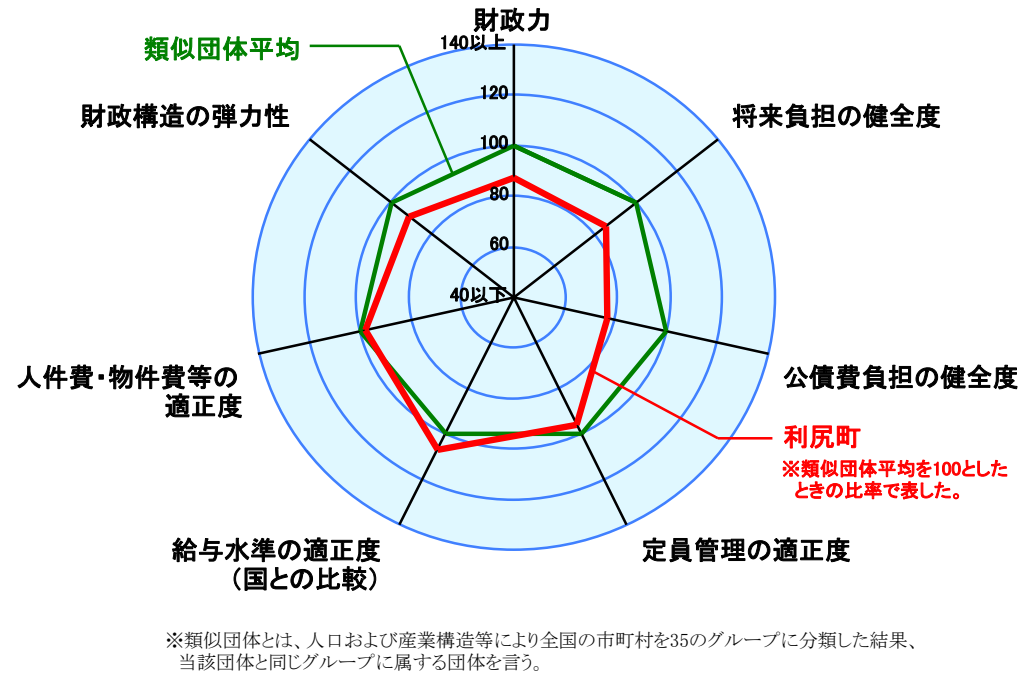 財政力
140以上
類似団体平均
120
財政構造の弾力性
将来負担の健全度
100
80
60
40以下
人件費・物件費等の
適正度
公債費負担の健全度
利尻町
※類似団体平均を100とした
ときの比率で表した。
給与水準の適正度
（国との比較）
定員管理の適正度
※類似団体とは、人口および産業構造等により全国の市町村を35のグループに分類した結果、
当該団体と同じグループに属する団体を言う。